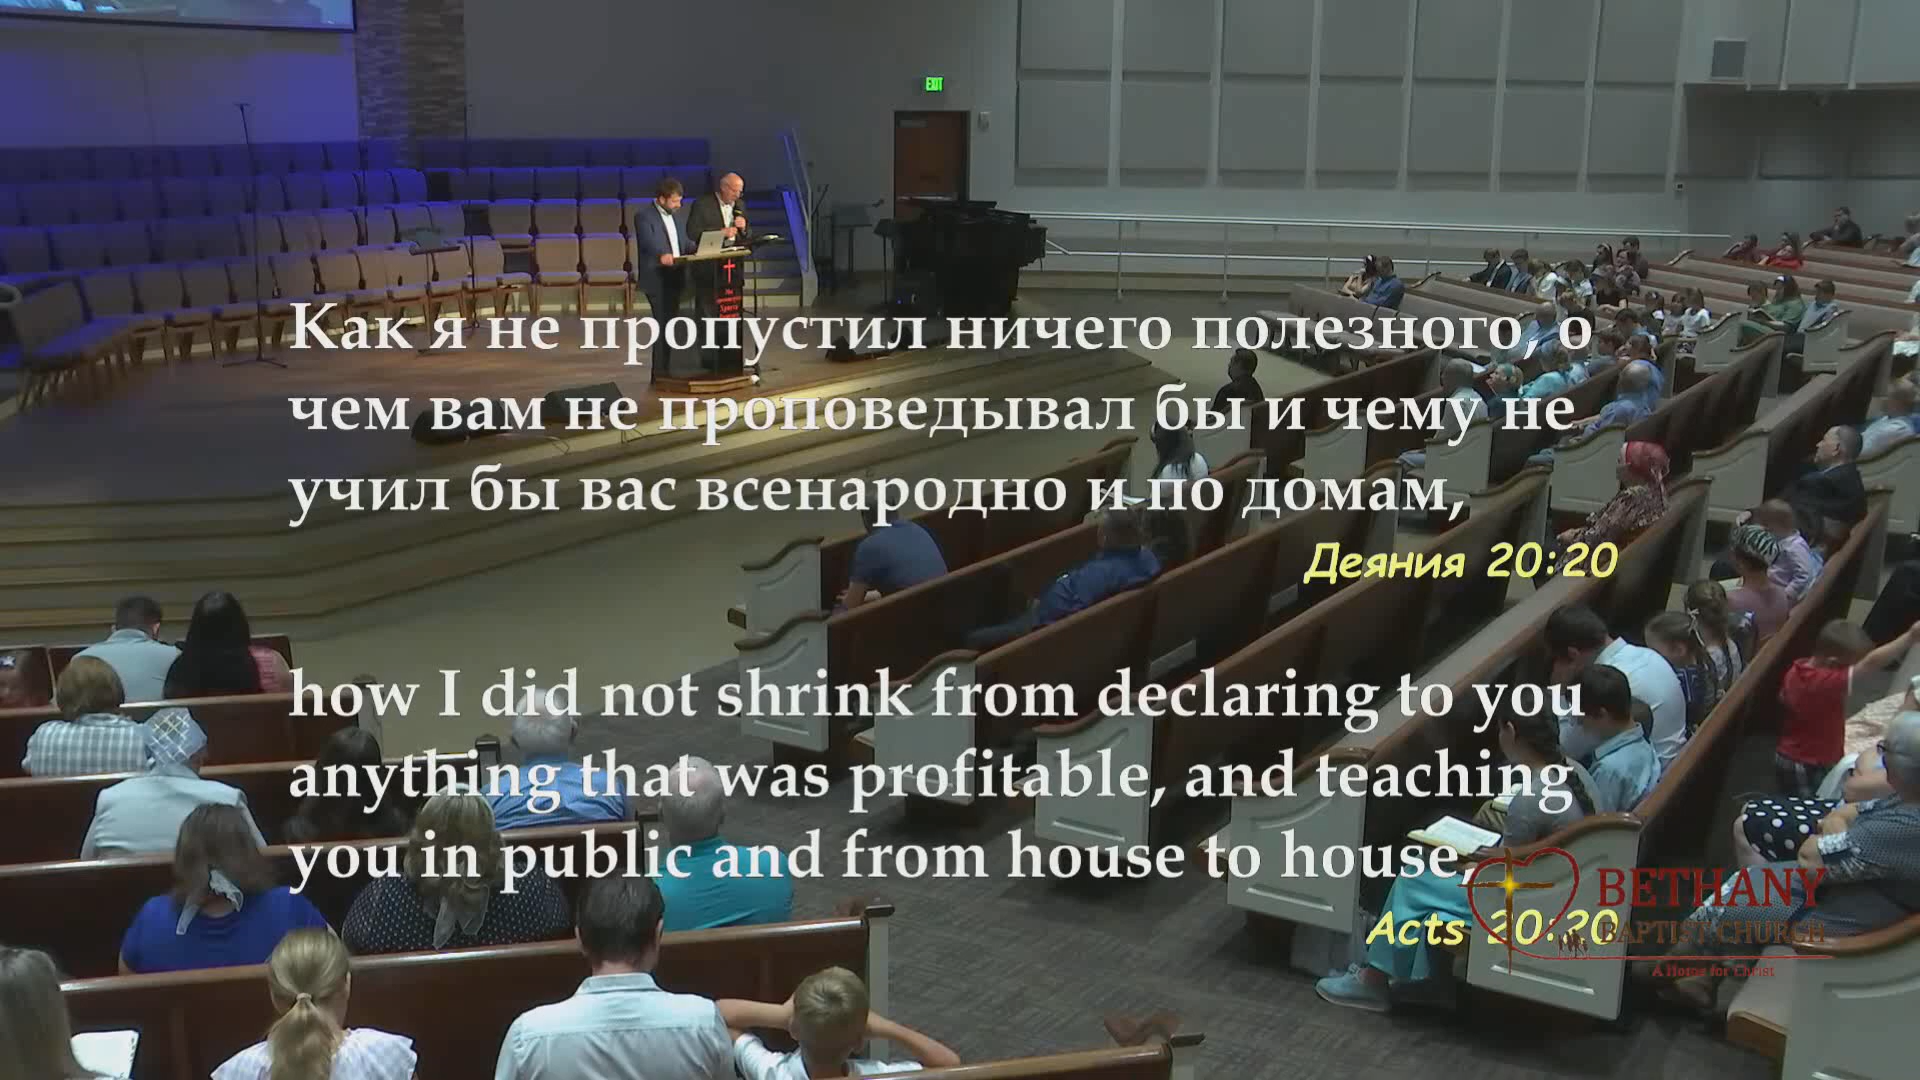 EXIT
Как я не пропустил ничего полезного, о
чем вам не проповедывал бы и чему не
учил бы вас всенародно и по домам,
Деяния 20:20
how I did not shrink from declaring to you
anything that was profitable, and teaching
you in public and from house to house,
Acts 20:20
BETHANY
BAPTIST CHURCH
A Home for Christ